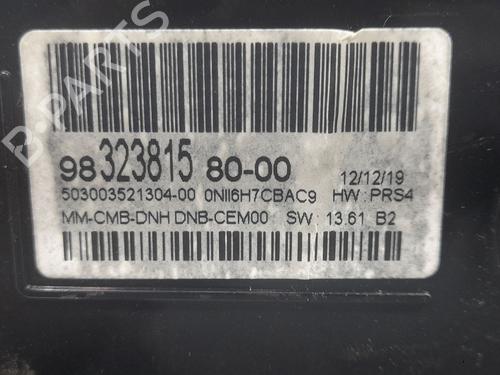 98 323815 80-00 12/12/19
503003521304-00 0NII6H7CBAC9 HW: PRS4
MM-CMB-DNH DNB-CEM00 SW: 13.61 B2
B-PARTS